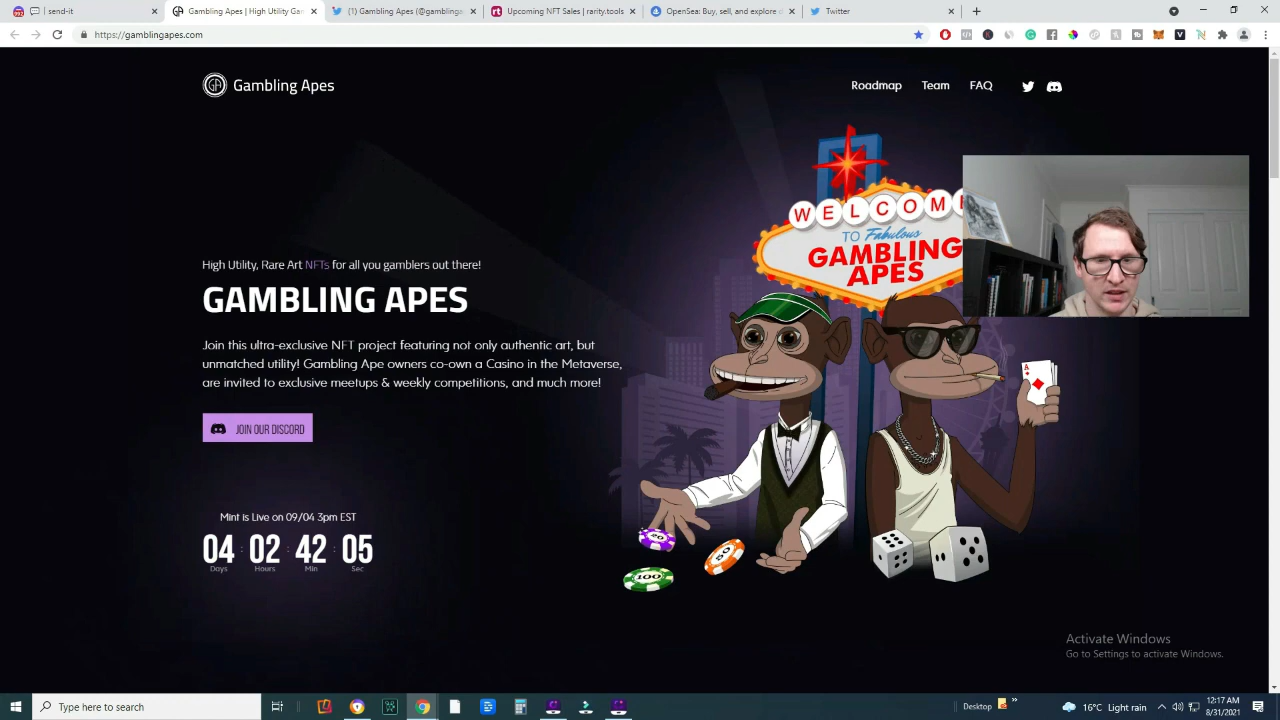 send-it
Gambling Apes | High Utility Gam
(1) Gambling Apes (@gambling
Upcoming NFT Sales | rarity.tools
OpenSea: Buy, sell, and explore d
Twitter
https://gamblingapes.com
GA
Gambling Apes
Roadmap
Team
FAQ
WELCOM
TO Fabulous
GAMBLING
APES
High Utility, Rare Art NFTs for all you gamblers out there!
GAMBLING APES
Join this ultra-exclusive NFT project featuring not only authentic art, but
unmatched utility! Gambling Ape owners co-own a Casino in the Metaverse,
are invited to exclusive meetups & weekly competitions, and much more!
JOIN OUR DISCORD
A
20
50
100
Mint is Live on 09/04 3pm EST
04 : 02 : 42 : 05
Days Hours Min Sec
Activate Windows
Go to Settings to activate Windows.
Type here to search
Desktop
16°C Light rain
12:17 AM
8/31/2021